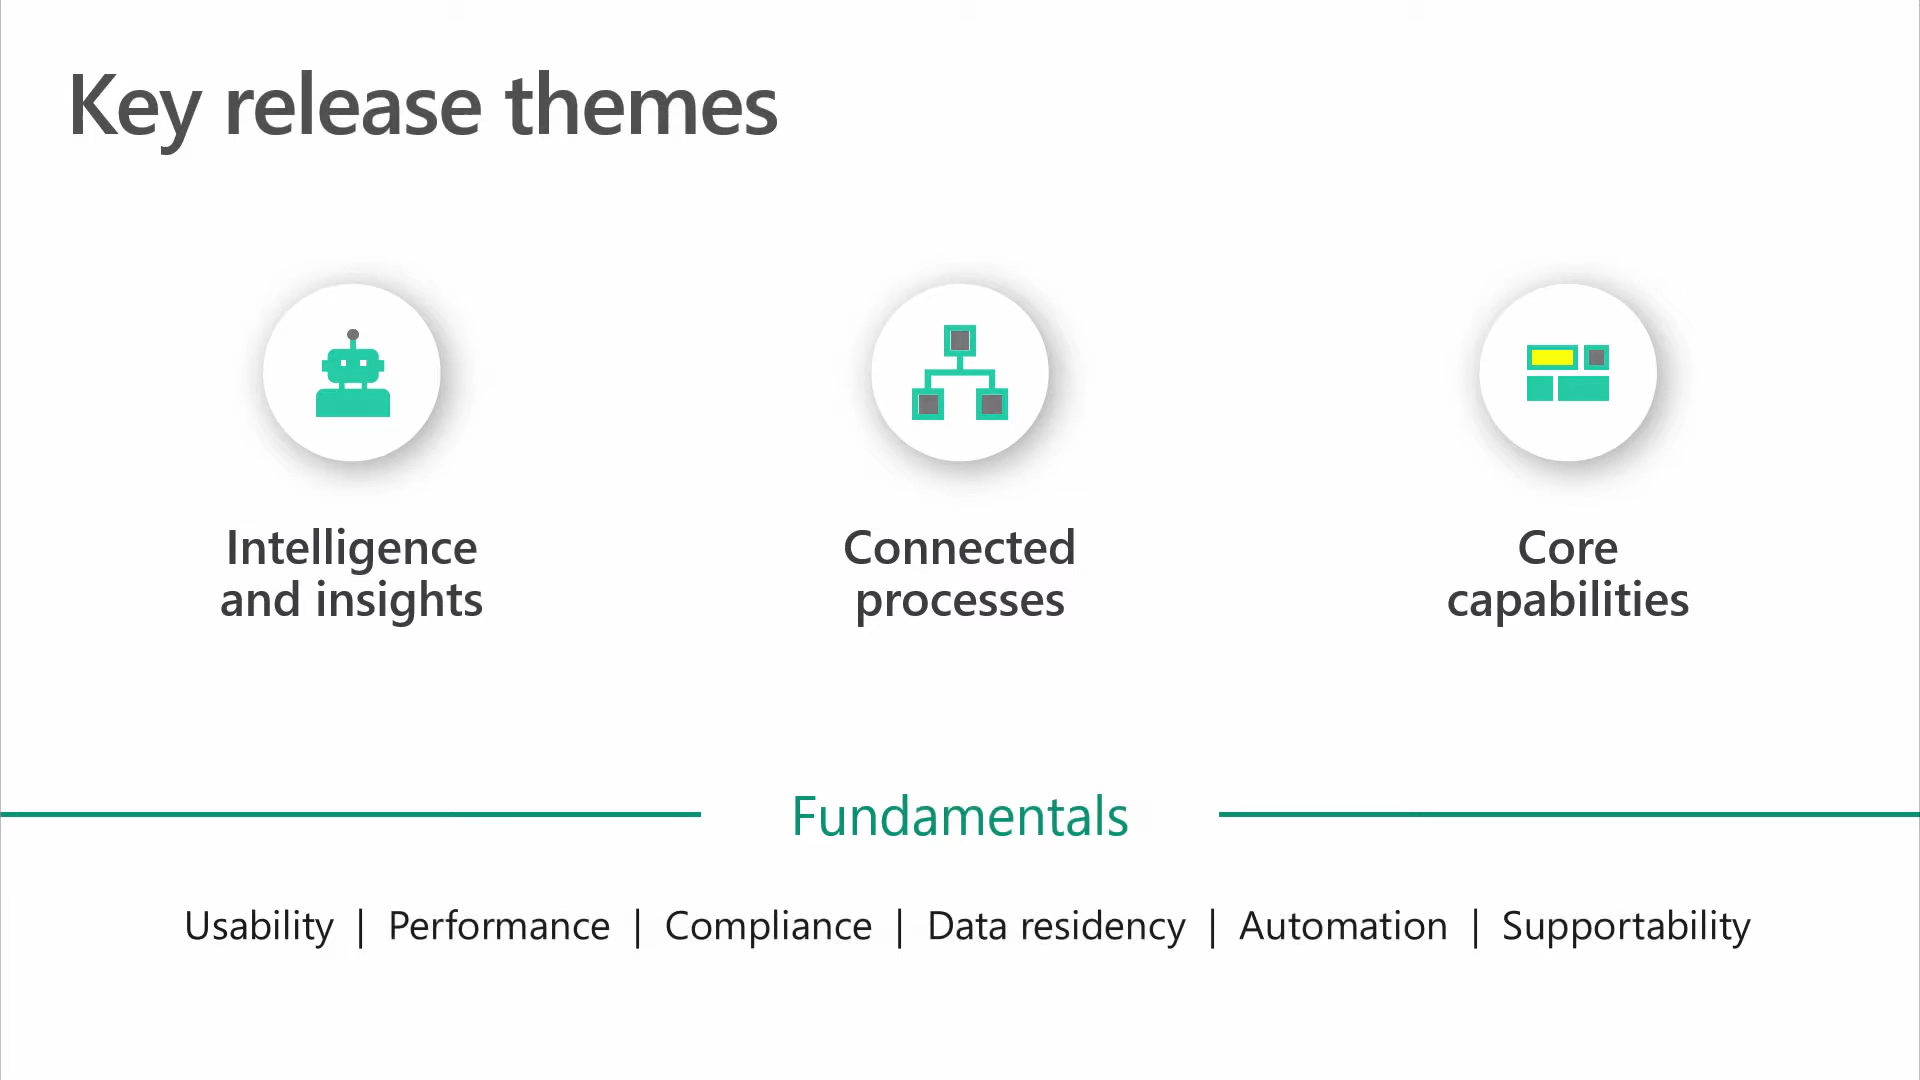 Key release themes
Intelligence
and insights
Connected
processes
Core
capabilities
Fundamentals
Usability | Performance | Compliance | Data residency | Automation | Supportability